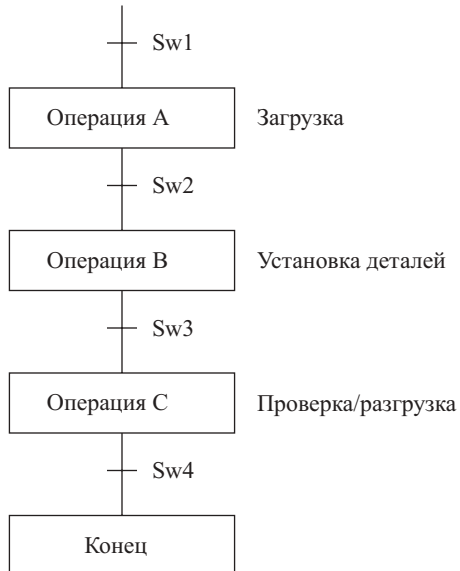 Sw1
Операция А
Загрузка
Sw2
Операция В
Установка деталей
Sw3
Операция С
Проверка/разгрузка
Sw4
Конец